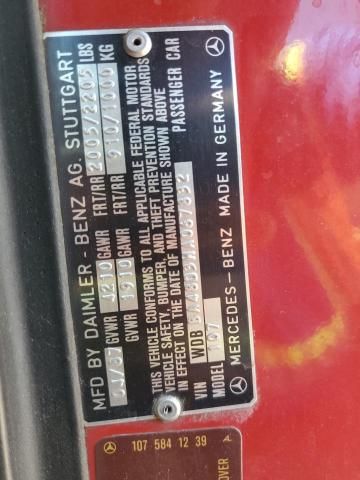 MFD BY DAIMLER-BENZ AG. STUTTGART
GVWR 4210 GAWR FRT/RR 2005/2205 LBS
GVWR 1910 GAWR FRT/RR 910/1000 KG
THIS VEHICLE CONFORMS TO ALL APPLICABLE FEDERAL MOTOR
VEHICLE SAFETY, BUMPER, AND THEFT PREVENTION STANDARDS
IN EFFECT ON THE DATE OF MANUFACTURE SHOWN ABOVE
PASSENGER CAR
VIN WDB
MODEL 107
MERCEDES-BENZ MADE IN GERMANY
107 584 12 39
OVER